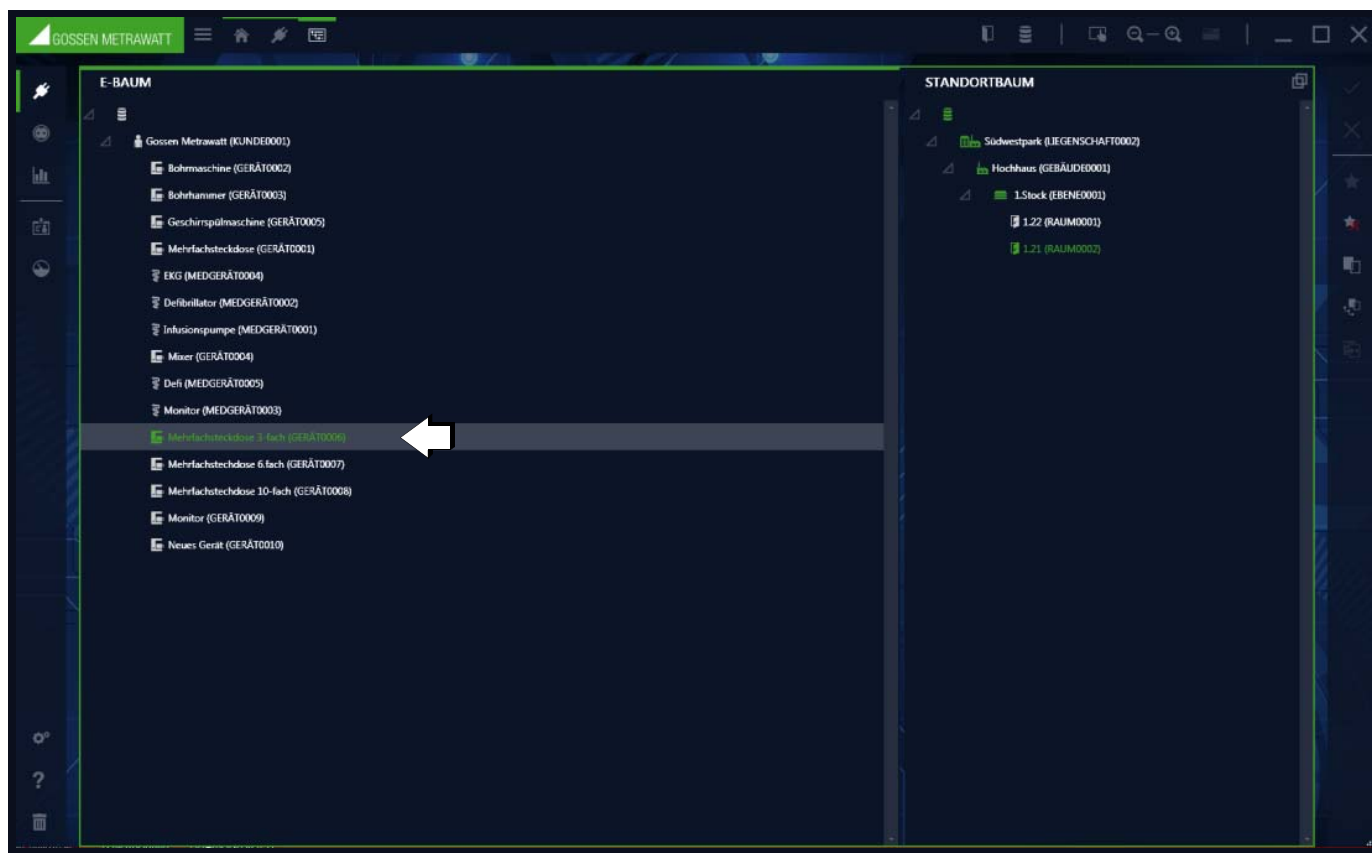 GOSSEN METRAWATT
E-BAUM
Gossen Metrawatt (KUNDE0001)
Bohrmaschine (GERÄT0002)
Bohrhammer (GERÄT0003)
Geschirrspülmaschine (GERÄT0005)
Mehrfachsteckdose (GERÄT0001)
EKG (MEDGERÄT0004)
Defibrillator (MEDGERÄT0002)
Infusionspumpe (MEDGERÄT0001)
Mixer (GERÄT0004)
Defi (MEDGERÄT0005)
Monitor (MEDGERÄT0003)
Mehrfachsteckdose 3-fach (GERÄT0006)
Mehrfachstechdose 6.fach (GERÄT0007)
Mehrfachstechdose 10-fach (GERÄT0008)
Monitor (GERÄT0009)
Neues Gerät (GERÄT0010)
STANDORTBAUM
Südwestpark (LIEGENSCHAFT0002)
Hochhaus (GEBÄUDE0001)
1.Stock (EBENE0001)
1.22 (RAUM0001)
1.21 (RAUM0002)
?